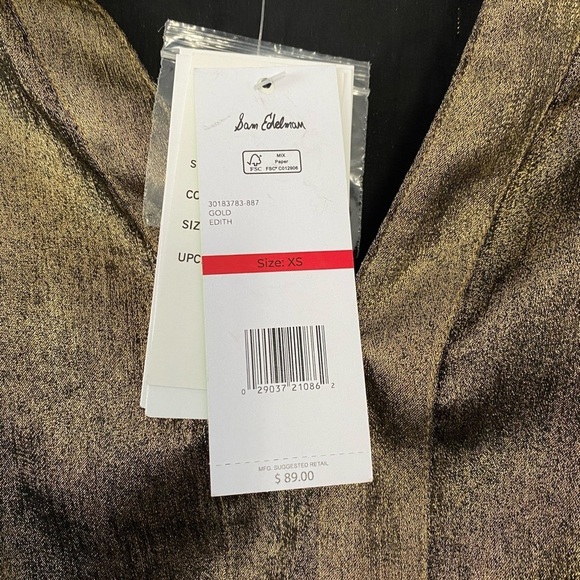 Sam Edelman
FSC
MIX
Paper
FSC® C012906
30183783-887
GOLD
EDITH
Size: XS
0 29037 21086 2
MFG. SUGGESTED RETAIL
$ 89.00
S
CO
SIZ
UPC